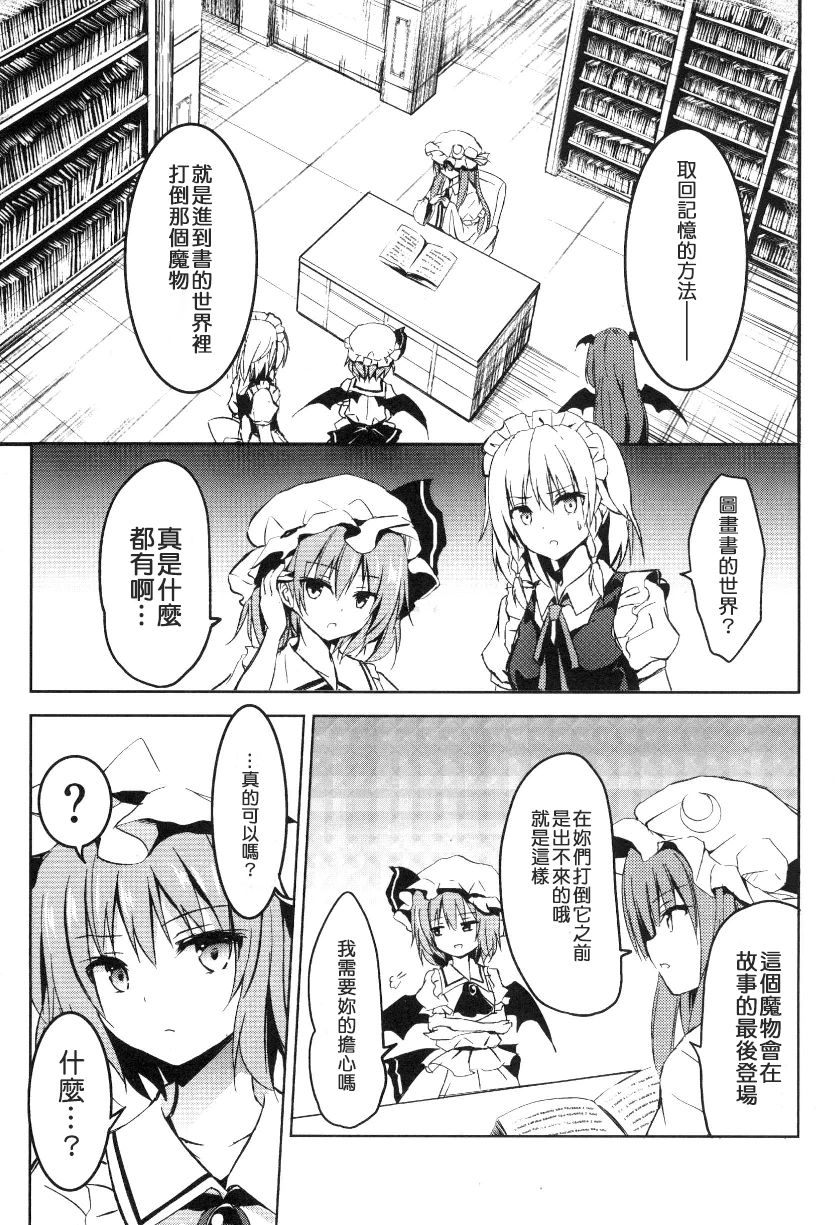 取回記憶的方法——
就是進到書的世界裡
打倒那個魔物
圖畫書的世界？
真是什麼
都有啊…
這個魔物會在
故事的最後登場
在妳們打倒它之前
是出不來的哦
就是這樣
我需要妳的擔心嗎
…真的可以嗎？
？
什麼…？